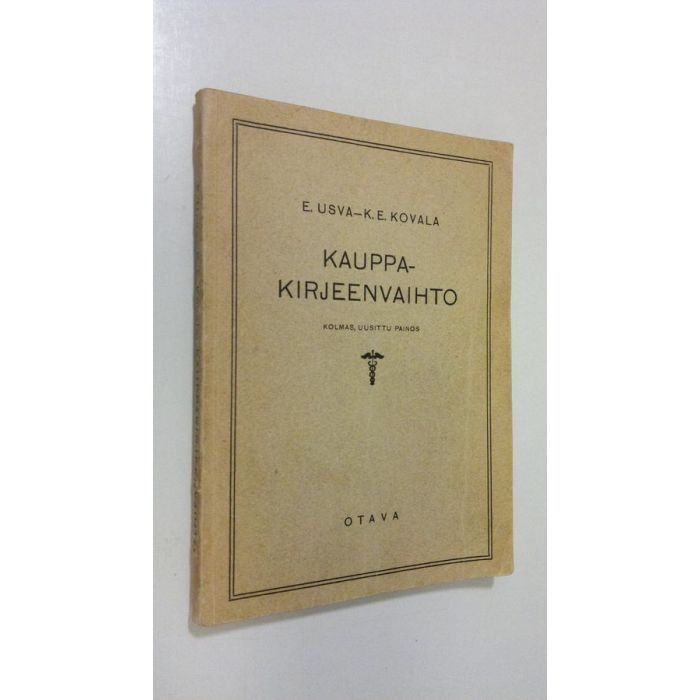 E. USVA—K. E. KOVALA
KAUPPA-
KIRJEENVAIHTO
KOLMAS, UUSITTU PAINOS
OTAVA